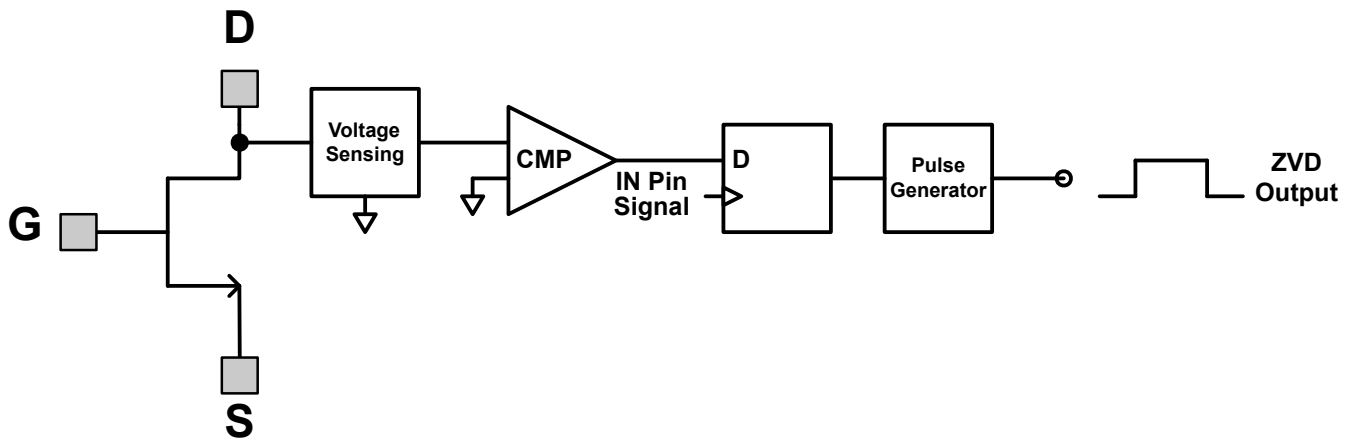 D
Voltage
Sensing
CMP
D
IN Pin
Signal
Pulse
Generator
ZVD
Output
G
S